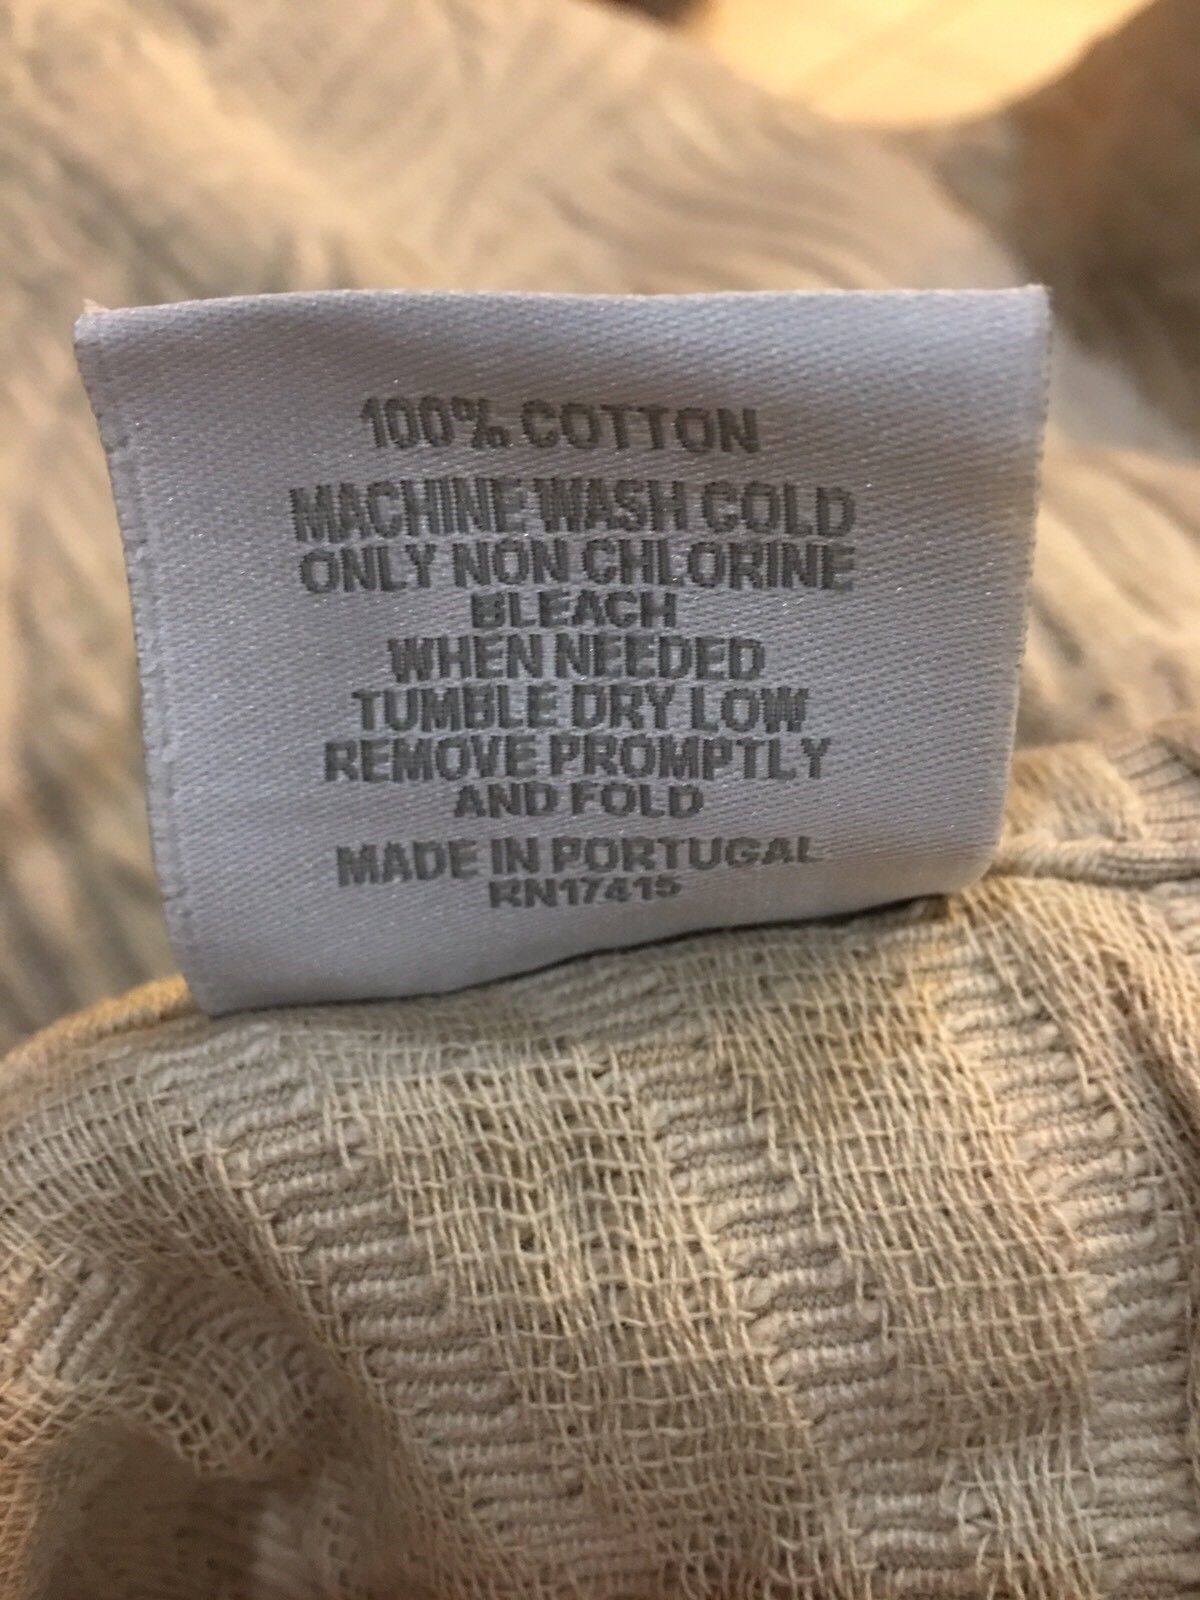 100% COTTON
MACHINE WASH COLD
ONLY NON CHLORINE
BLEACH
WHEN NEEDED
TUMBLE DRY LOW
REMOVE PROMPTLY
AND FOLD
MADE IN PORTUGAL
RN17415